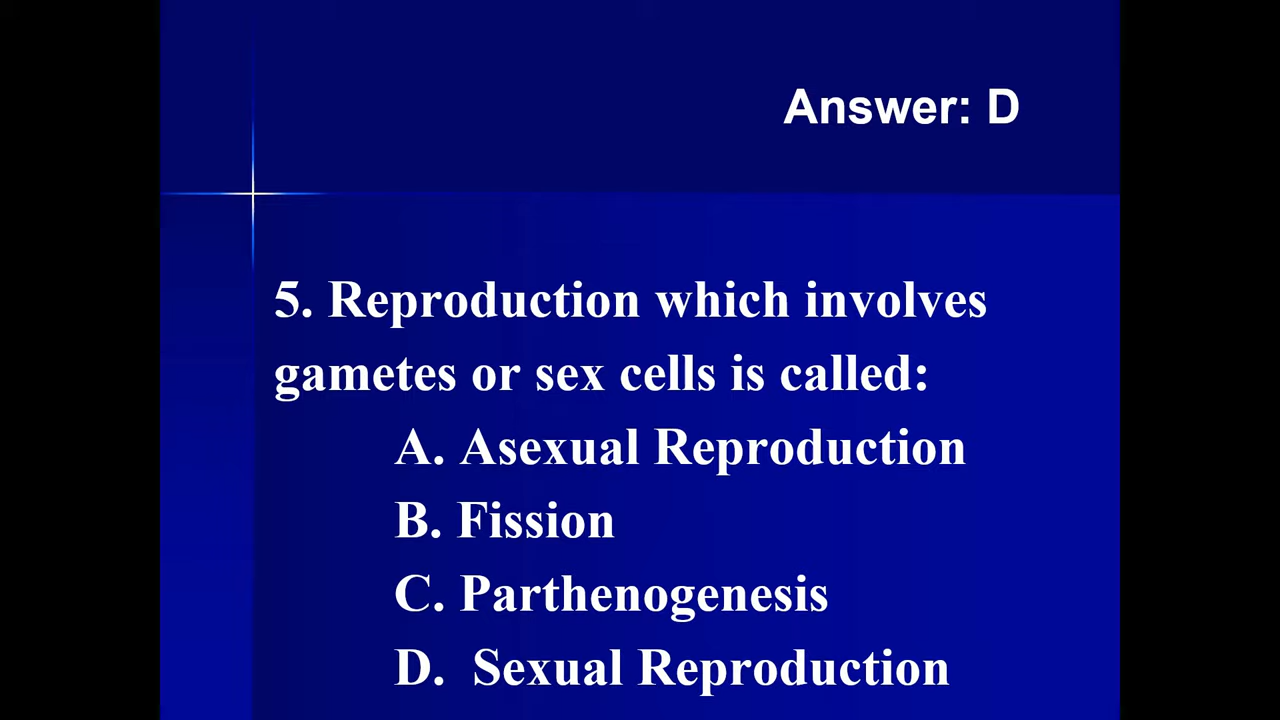 Answer: D
5. Reproduction which involves
gametes or sex cells is called:
A. Asexual Reproduction
B. Fission
C. Parthenogenesis
D. Sexual Reproduction